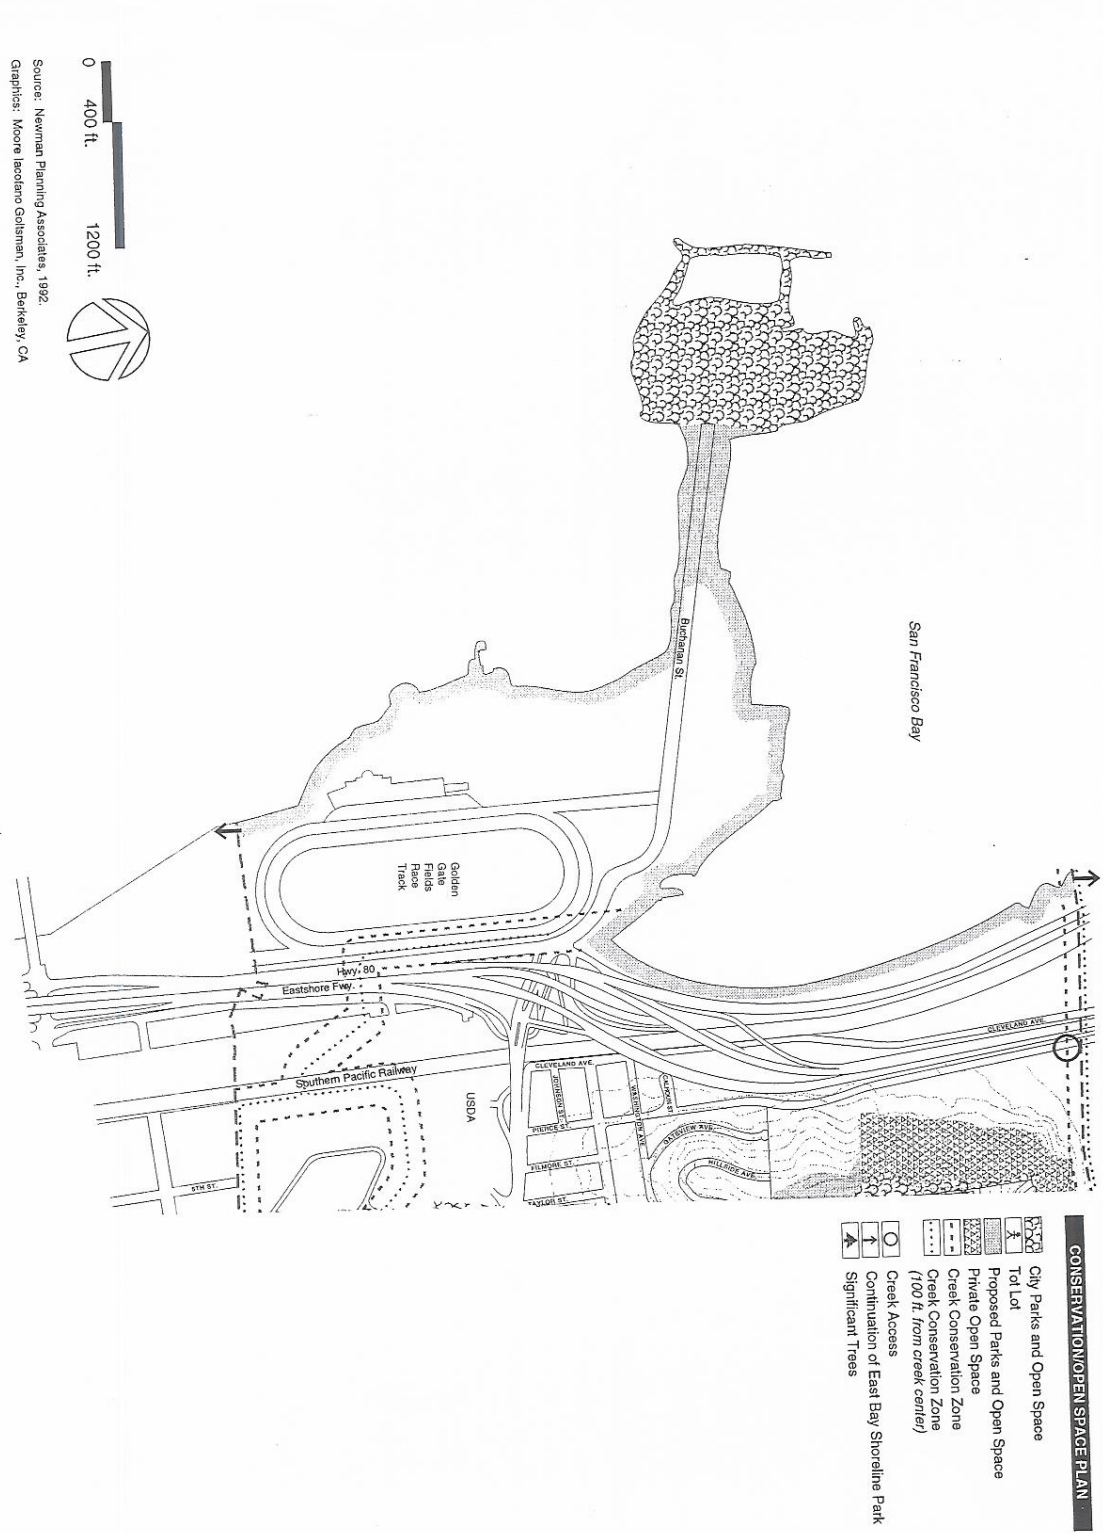 CONSERVATION/OPEN SPACE PLAN
City Parks and Open Space
Tot Lot
Proposed Parks and Open Space
Private Open Space
Creek Conservation Zone
Creek Conservation Zone
(100 ft. from creek center)
Creek Access
Continuation of East Bay Shoreline Park
Significant Trees
San Francisco Bay
Buchanan St.
Golden
Gate
Fields
Race
Track
Hwy. 80
Eastshore Fwy.
Southern Pacific Railway
USDA
CLEVELAND AVE.
CLEVELAND AVE.
JOHNSON ST.
PIERCE ST.
FILMORE ST.
TAYLOR ST.
WASHINGTON AVE.
CALHOUN ST.
GATEVIEW AVE.
HILLSIDE AVE.
5TH ST.
0 400 ft. 1200 ft.
Source: Newman Planning Associates, 1992.
Graphics: Moore Iacofano Goltsman, Inc., Berkeley, CA